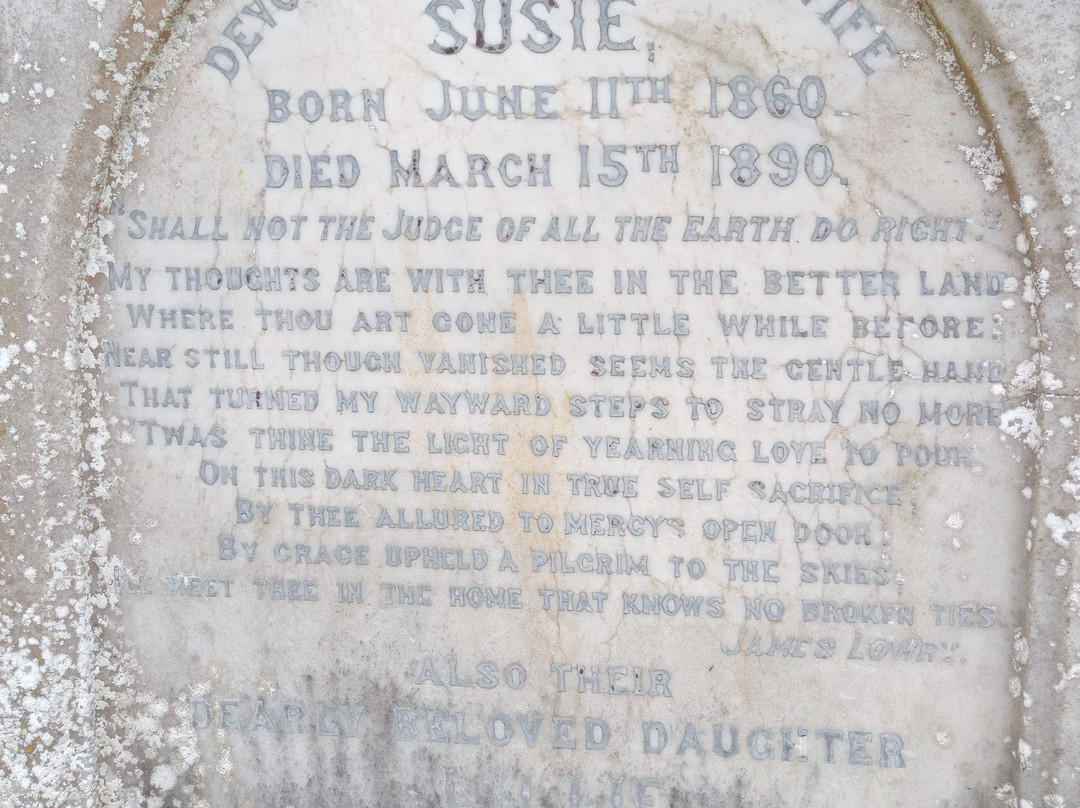 SUSIE,
BORN JUNE 11TH 1860
DIED MARCH 15TH 1890.
"SHALL NOT THE JUDGE OF ALL THE EARTH DO RIGHT."
MY THOUGHTS ARE WITH THEE IN THE BETTER LAND
WHERE THOU ART GONE A LITTLE WHILE BEFORE:
NEAR STILL THOUGH VANISHED SEEMS THE GENTLE HAND
THAT TURNED MY WAYWARD STEPS TO STRAY NO MORE
'TWAS THINE THE LIGHT OF YEARNING LOVE TO POUR
ON THIS DARK HEART IN TRUE SELF SACRIFICE:
BY THEE ALLURED TO MERCY'S OPEN DOOR:
BY GRACE UPHELD A PILGRIM TO THE SKIES
I'LL MEET THEE IN THE HOME THAT KNOWS NO BROKEN TIES.
JAMES LOWRY.
ALSO THEIR
DEARLY BELOVED DAUGHTER